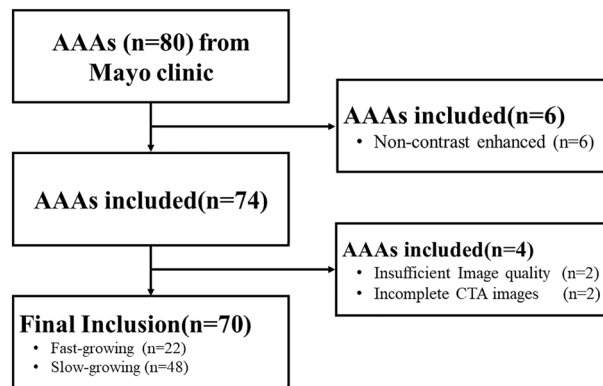 AAAs (n=80) from
Mayo clinic
AAAs included(n=6)
• Non-contrast enhanced (n=6)
AAAs included(n=74)
AAAs included(n=4)
• Insufficient Image quality (n=2)
• Incomplete CTA images (n=2)
Final Inclusion(n=70)
• Fast-growing (n=22)
• Slow-growing (n=48)